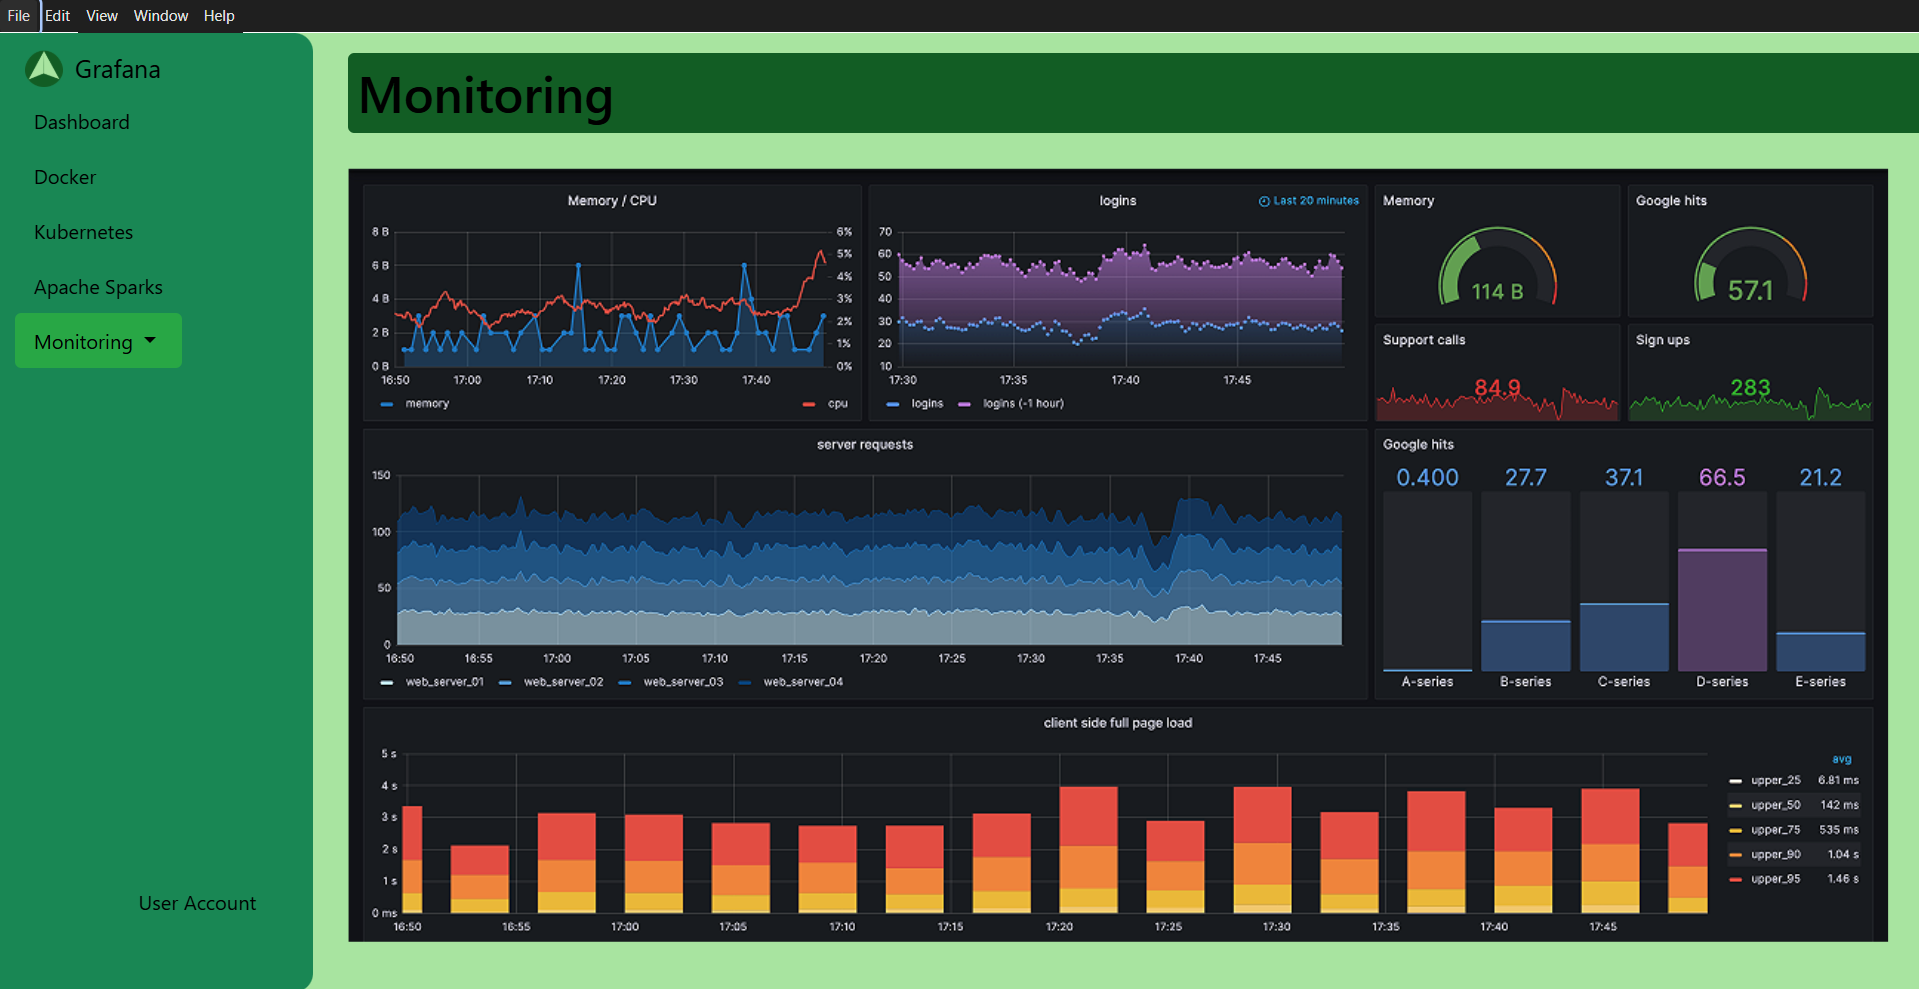 File Edit View Window Help
Grafana
Dashboard
Docker
Kubernetes
Apache Sparks
Monitoring
User Account
Monitoring
Memory / CPU
8 B
6 B
4 B
2 B
0 B
6%
5%
4%
3%
2%
1%
0%
16:50 17:00 17:10 17:20 17:30 17:40
memory cpu
logins
Last 20 minutes
70
60
50
40
30
20
10
17:30 17:35 17:40 17:45
logins logins (-1 hour)
Memory
114 B
Google hits
57.1
Support calls
84.9
Sign ups
283
server requests
150
100
50
0
16:50 16:55 17:00 17:05 17:10 17:15 17:20 17:25 17:30 17:35 17:40 17:45
web_server_01 web_server_02 web_server_03 web_server_04
Google hits
0.400 27.7 37.1 66.5 21.2
A-series B-series C-series D-series E-series
client side full page load
5 s
4 s
3 s
2 s
1 s
0 ms
16:50 16:55 17:00 17:05 17:10 17:15 17:20 17:25 17:30 17:35 17:40 17:45
avg
upper_25 6.81 ms
upper_50 142 ms
upper_75 535 ms
upper_90 1.04 s
upper_95 1.46 s